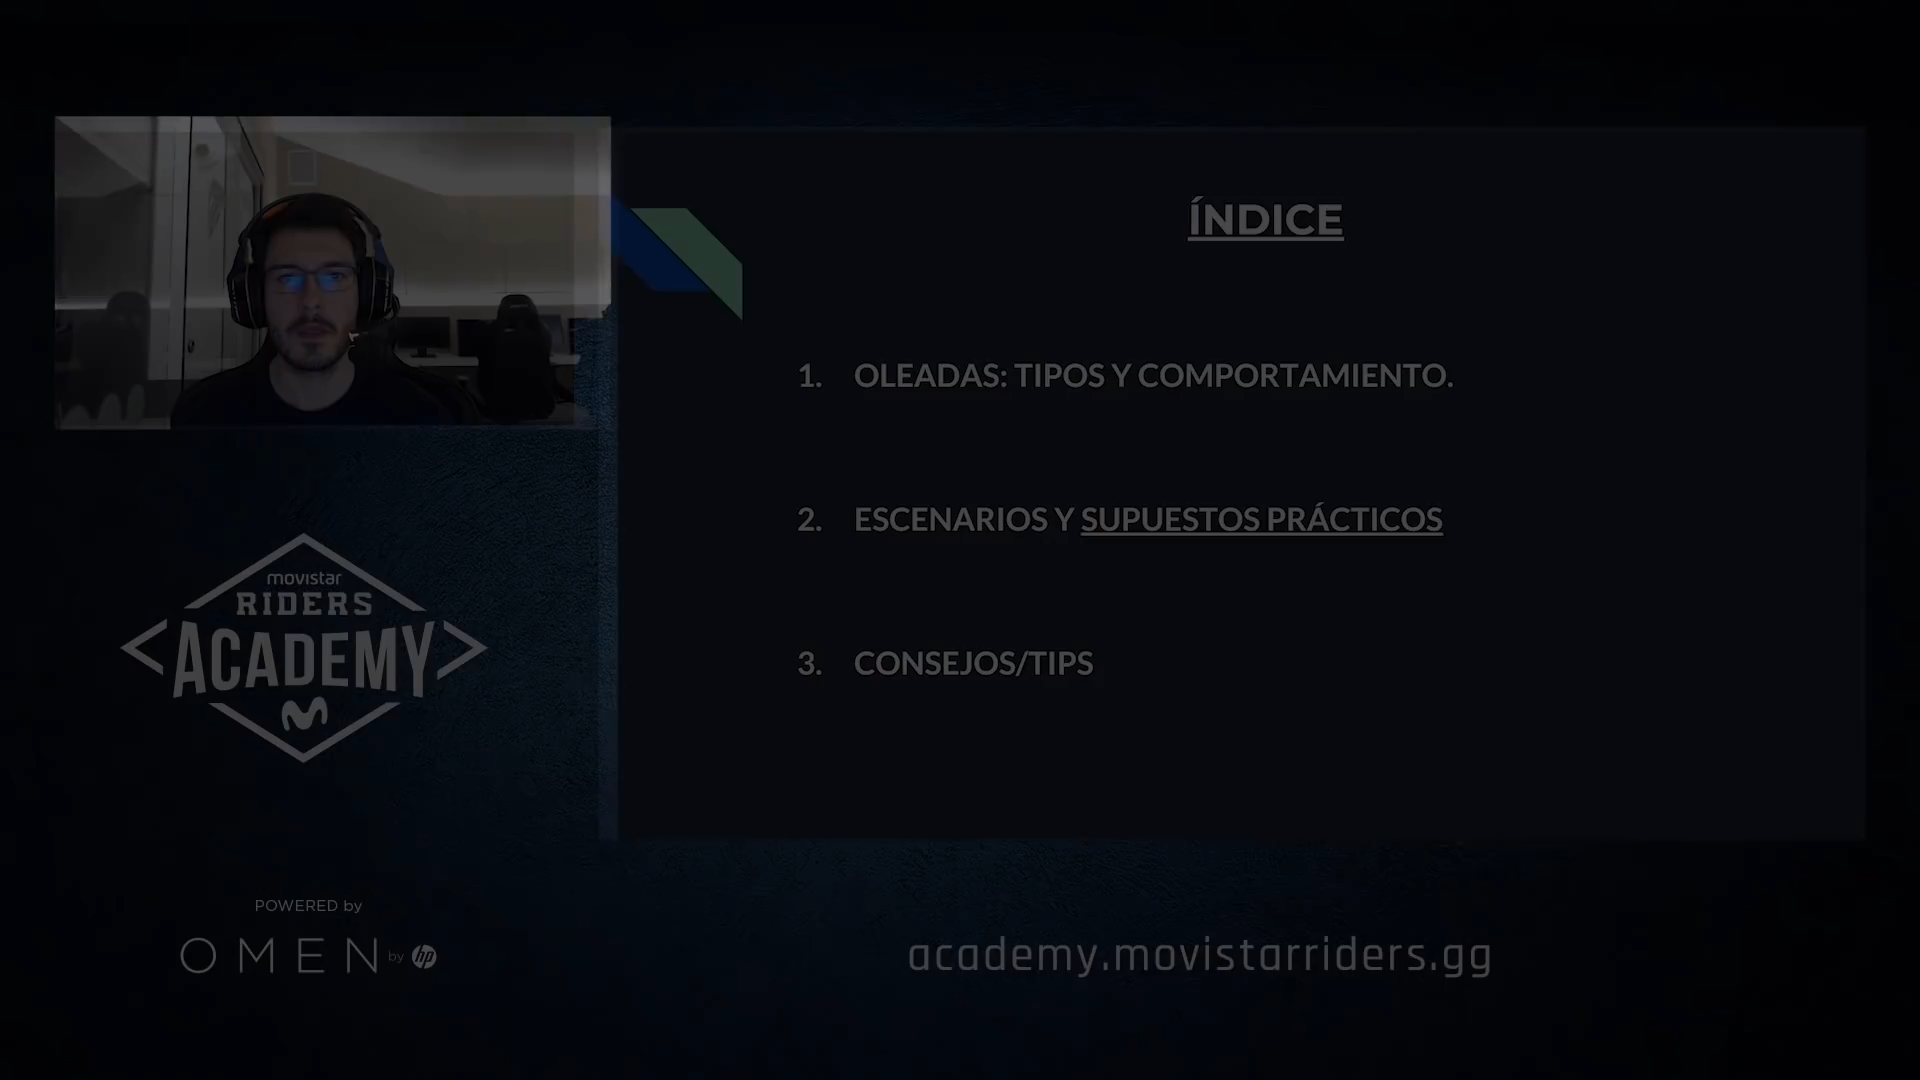 ÍNDICE
1. OLEADAS: TIPOS Y COMPORTAMIENTO.
2. ESCENARIOS Y SUPUESTOS PRÁCTICOS
3. CONSEJOS/TIPS
movistar
RIDERS
ACADEMY
POWERED by
OMEN by hp
academy.movistarriders.gg